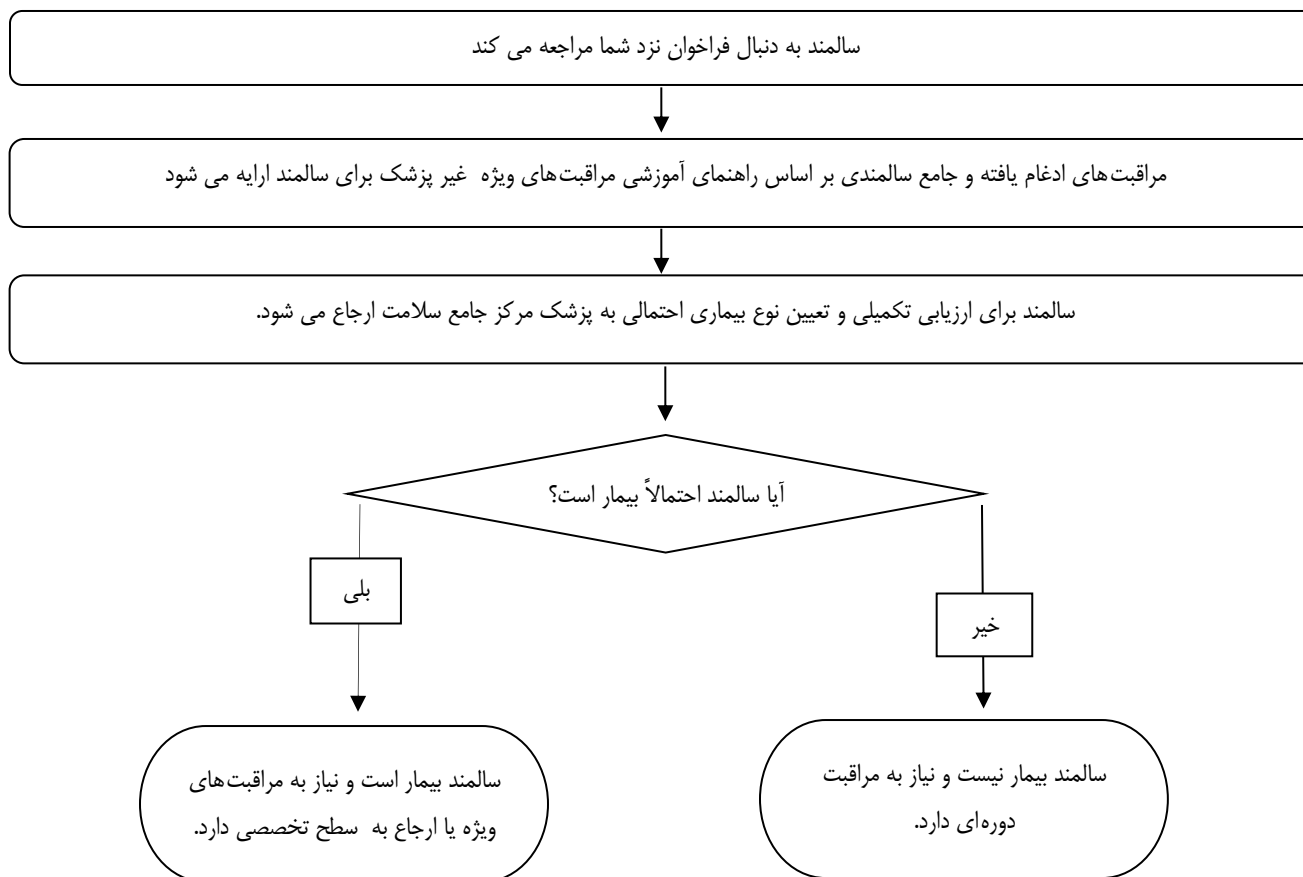 سالمند به دنبال فراخوان نزد شما مراجعه می کند
مراقبت‌های ادغام یافته و جامع سالمندی بر اساس راهنمای آموزشی مراقبت‌های ویژه غیر پزشک برای سالمند ارایه می شود
سالمند برای ارزیابی تکمیلی و تعیین نوع بیماری احتمالی به پزشک مرکز جامع سلامت ارجاع می شود.
آیا سالمند احتمالاً بیمار است؟
بلی
خیر
سالمند بیمار نیست و نیاز به مراقبت
دوره‌ای دارد.
سالمند بیمار است و نیاز به مراقبت‌های
ویژه یا ارجاع به سطح تخصصی دارد.